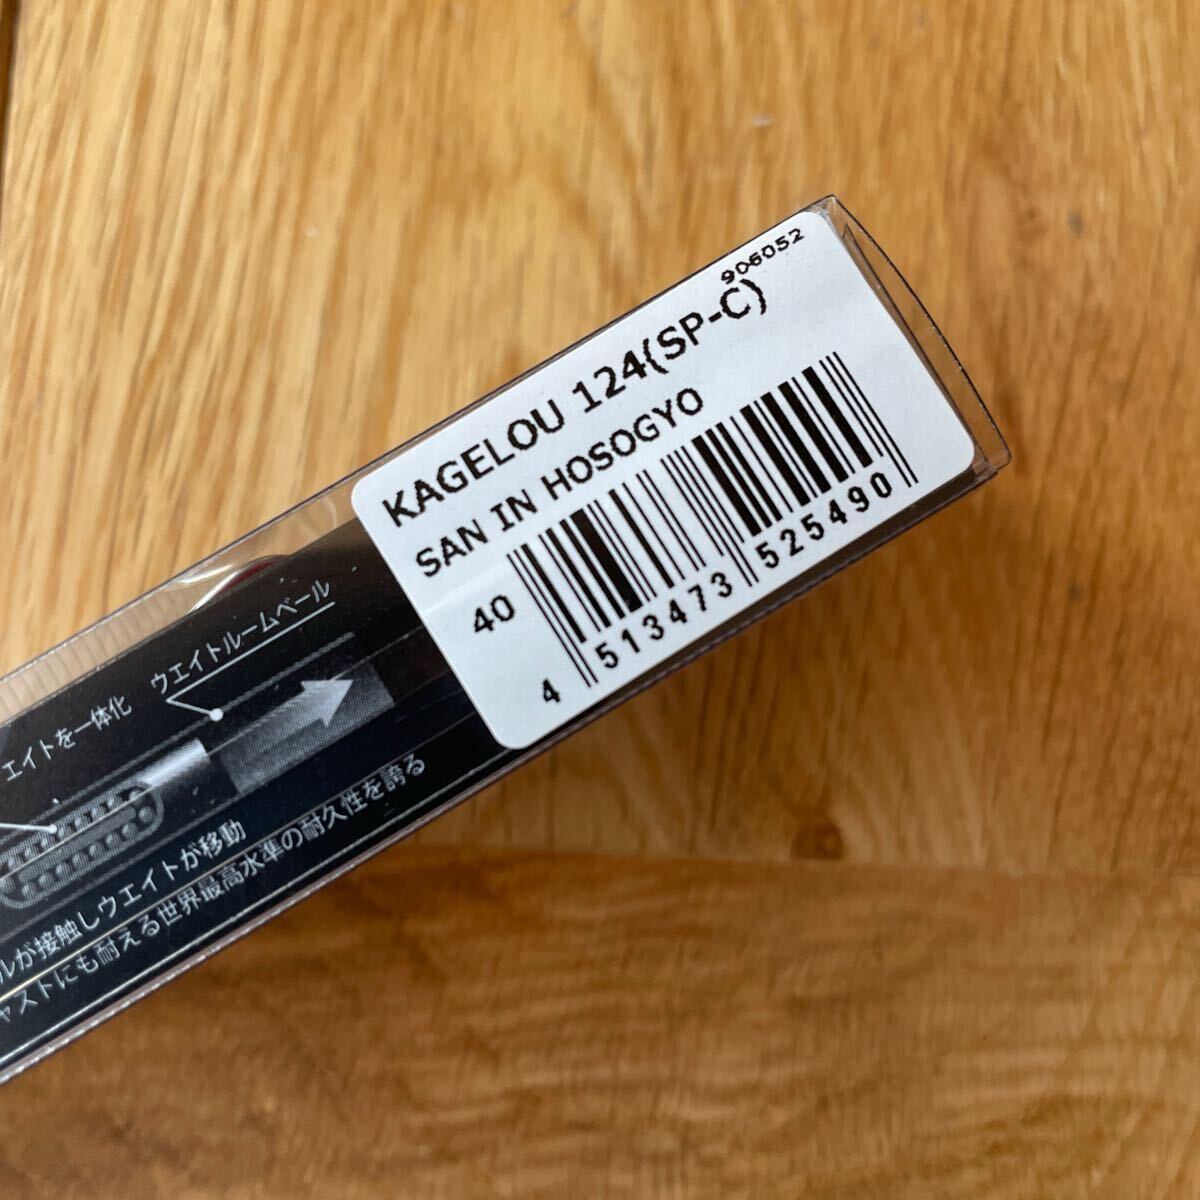 906052
KAGELOU 124(SP-C)
SAN IN HOSOGYO
40
4 513473 525490
ウエイトルームベール
エイトを一体化
ルが接触しウエイトが移動
ャストにも耐える世界最高水準の耐久性を誇る